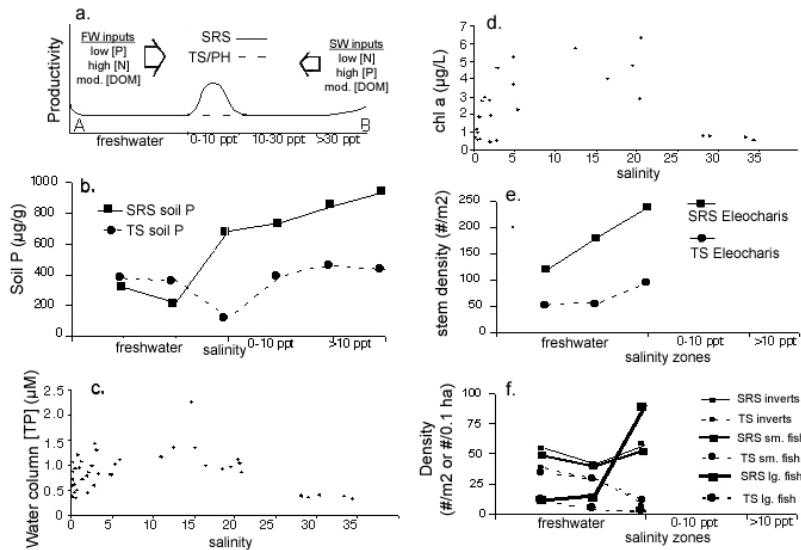 a.
FW inputs
low [P]
high [N]
mod. [DOM]
SRS
TS/PH
SW inputs
low [N]
high [P]
mod. [DOM]
Productivity
A
B
freshwater
0-10 ppt
10-30 ppt
>30 ppt
b.
SRS soil P
TS soil P
Soil P (µg/g)
1000
800
600
400
200
0
freshwater
salinity
0-10 ppt
>10 ppt
c.
Water column [TP] (µM)
2.5
2.0
1.5
1.0
0.5
0
0
5
10
15
20
25
30
35
salinity
d.
chl a (µg/L)
7
6
5
4
3
2
1
0
0
5
10
15
20
25
30
35
salinity
e.
SRS Eleocharis
TS Eleocharis
stem density (#/m2)
250
200
150
100
50
0
freshwater
0-10 ppt
>10 ppt
salinity zones
f.
SRS inverts
TS inverts
SRS sm. fish
TS sm. fish
SRS lg. fish
TS lg. fish
Density
(#/m2 or #/0.1 ha)
100
75
50
25
0
freshwater
0-10 ppt
>10 ppt
salinity zones